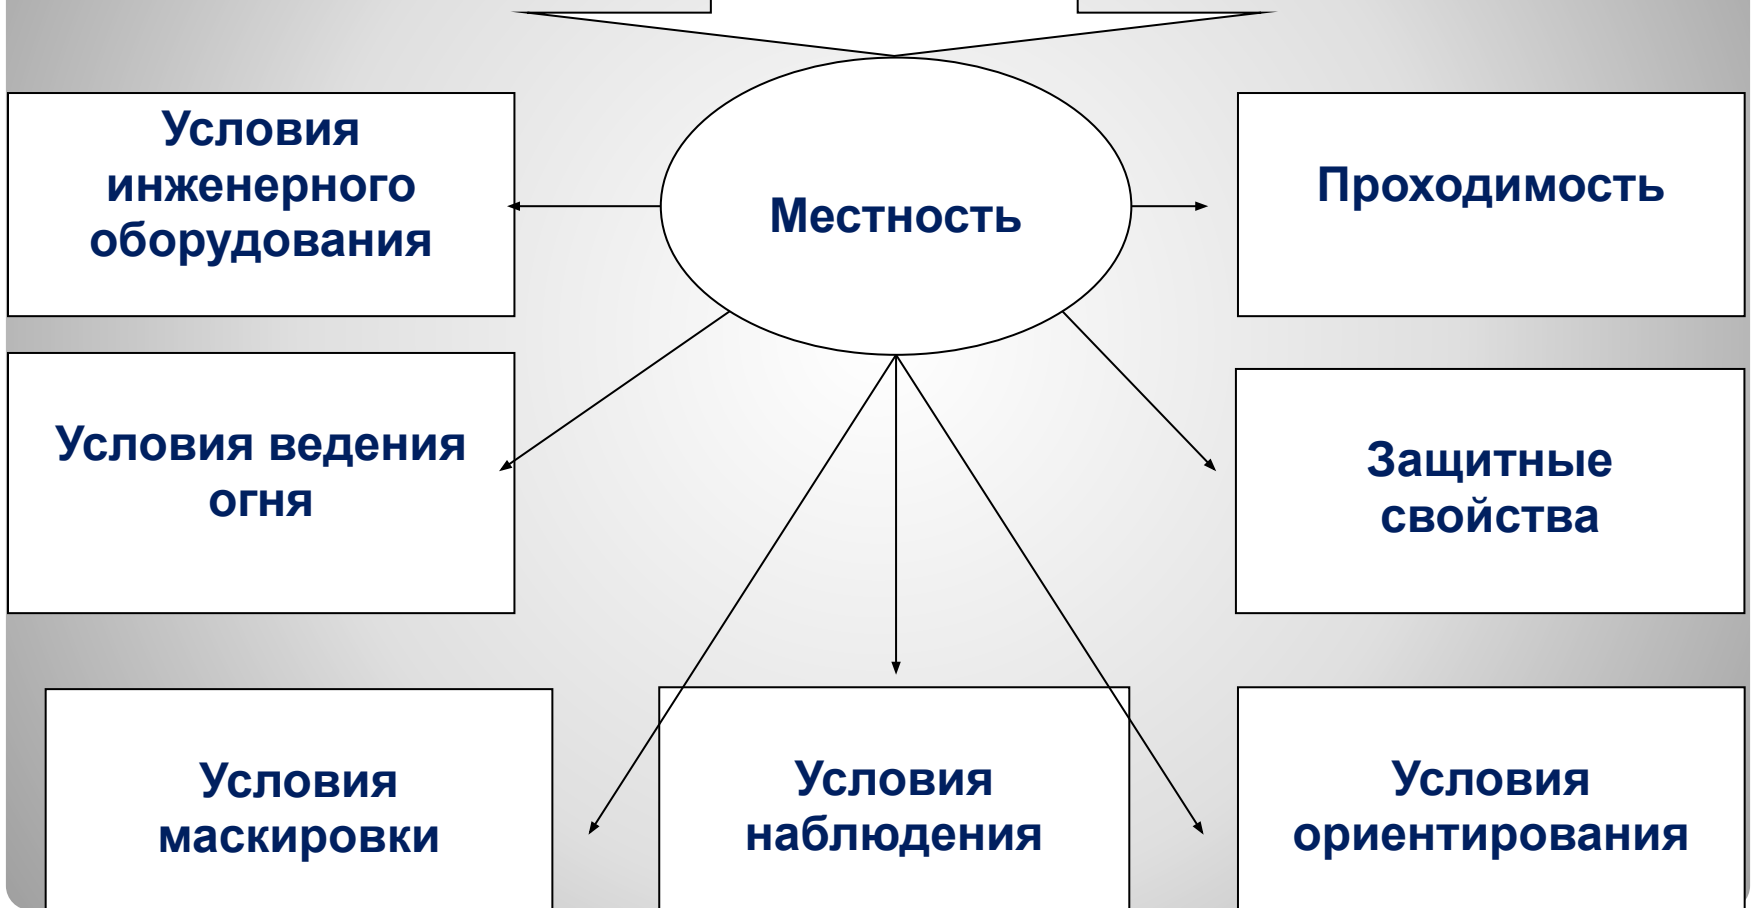 Условия
инженерного
оборудования
Местность
Проходимость
Условия ведения
огня
Защитные
свойства
Условия
маскировки
Условия
наблюдения
Условия
ориентирования